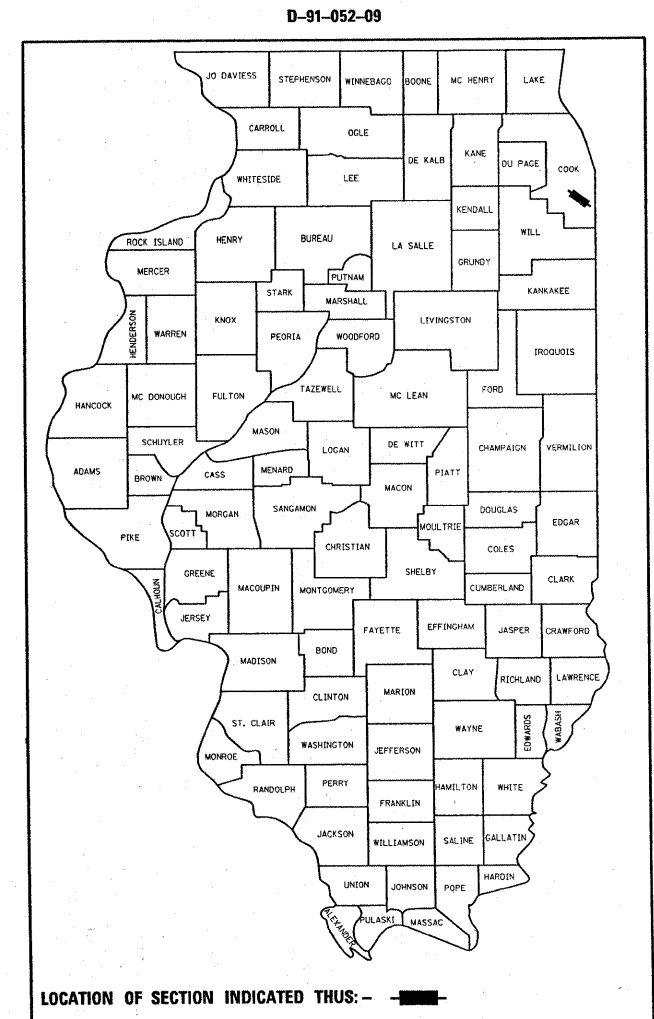 D-91-052-09
JO DAVIESS
STEPHENSON
WINNEBAGO
BOONE
MC HENRY
LAKE
CARROLL
OGLE
DE KALB
KANE
DU PAGE
COOK
WHITESIDE
LEE
KENDALL
ROCK ISLAND
HENRY
BUREAU
LA SALLE
GRUNDY
WILL
MERCER
PUTNAM
STARK
MARSHALL
KANKAKEE
HENDERSON
WARREN
KNOX
PEORIA
WOODFORD
LIVINGSTON
IROQUOIS
HANCOCK
MC DONOUGH
FULTON
TAZEWELL
MC LEAN
FORD
MASON
SCHUYLER
LOGAN
DE WITT
CHAMPAIGN
VERMILION
ADAMS
BROWN
CASS
MENARD
PIATT
MACON
PIKE
SCOTT
MORGAN
SANGAMON
CHRISTIAN
MOULTRIE
DOUGLAS
EDGAR
COLES
CALHOUN
GREENE
MACOUPIN
MONTGOMERY
SHELBY
CUMBERLAND
CLARK
JERSEY
FAYETTE
EFFINGHAM
JASPER
CRAWFORD
MADISON
BOND
CLAY
RICHLAND
LAWRENCE
CLINTON
MARION
ST. CLAIR
WAYNE
EDWARDS
WABASH
MONROE
WASHINGTON
JEFFERSON
RANDOLPH
PERRY
HAMILTON
WHITE
FRANKLIN
JACKSON
WILLIAMSON
SALINE
GALLATIN
UNION
JOHNSON
POPE
HARDIN
ALEXANDER
PULASKI
MASSAC
LOCATION OF SECTION INDICATED THUS: -